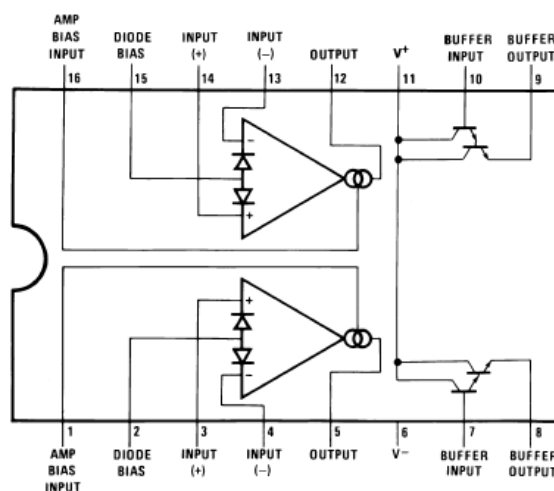 AMP BIAS INPUT
DIODE BIAS
INPUT (+)
INPUT (–)
OUTPUT
V+
BUFFER INPUT
BUFFER OUTPUT
16 15 14 13 12 11 10 9
–
+
+
–
1 2 3 4 5 6 7 8
AMP BIAS INPUT
DIODE BIAS
INPUT (+)
INPUT (–)
OUTPUT
V–
BUFFER INPUT
BUFFER OUTPUT